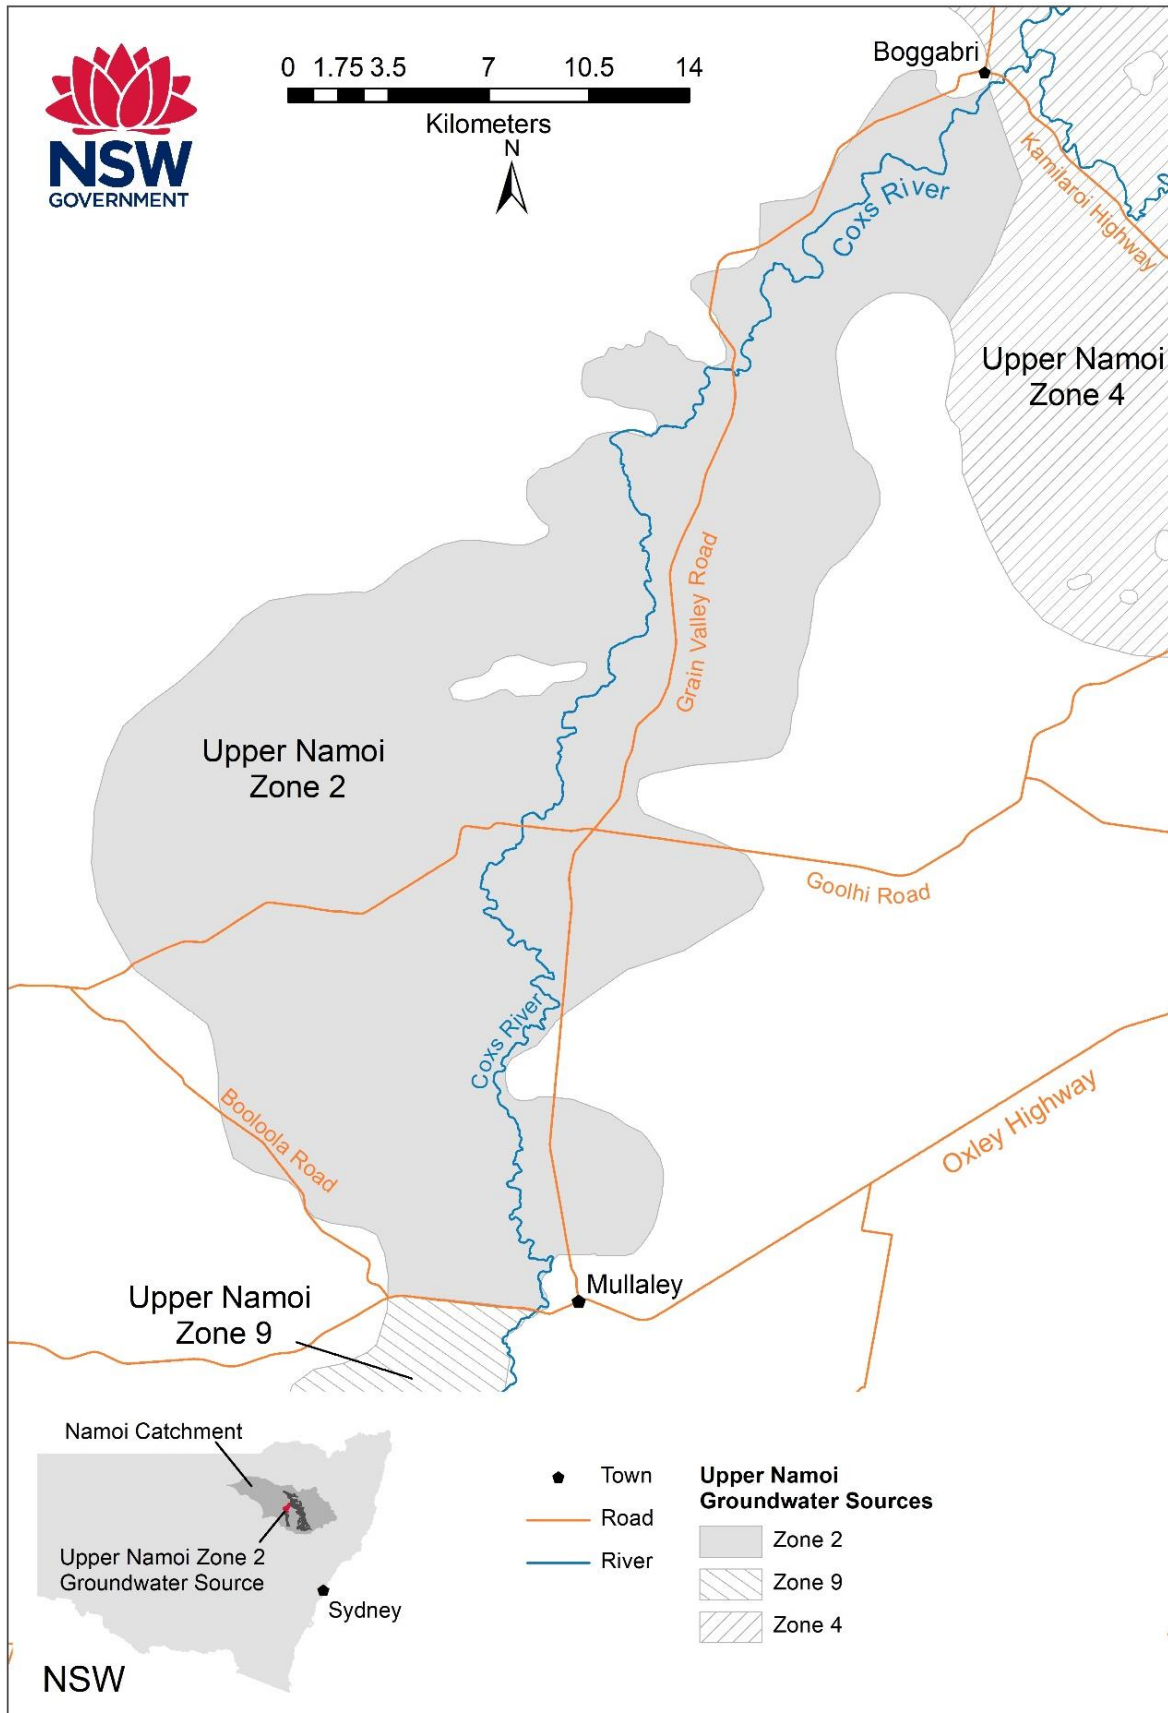 NSW
GOVERNMENT
0 1.75 3.5 7 10.5 14
Kilometers
N
Boggabri
Kamilaroi Highway
Coxs River
Upper Namoi
Zone 4
Grain Valley Road
Upper Namoi
Zone 2
Goolhi Road
Coxs River
Booloola Road
Oxley Highway
Mullaley
Upper Namoi
Zone 9
Namoi Catchment
Upper Namoi Zone 2
Groundwater Source
Sydney
NSW
Town
Road
River
Upper Namoi
Groundwater Sources
Zone 2
Zone 9
Zone 4